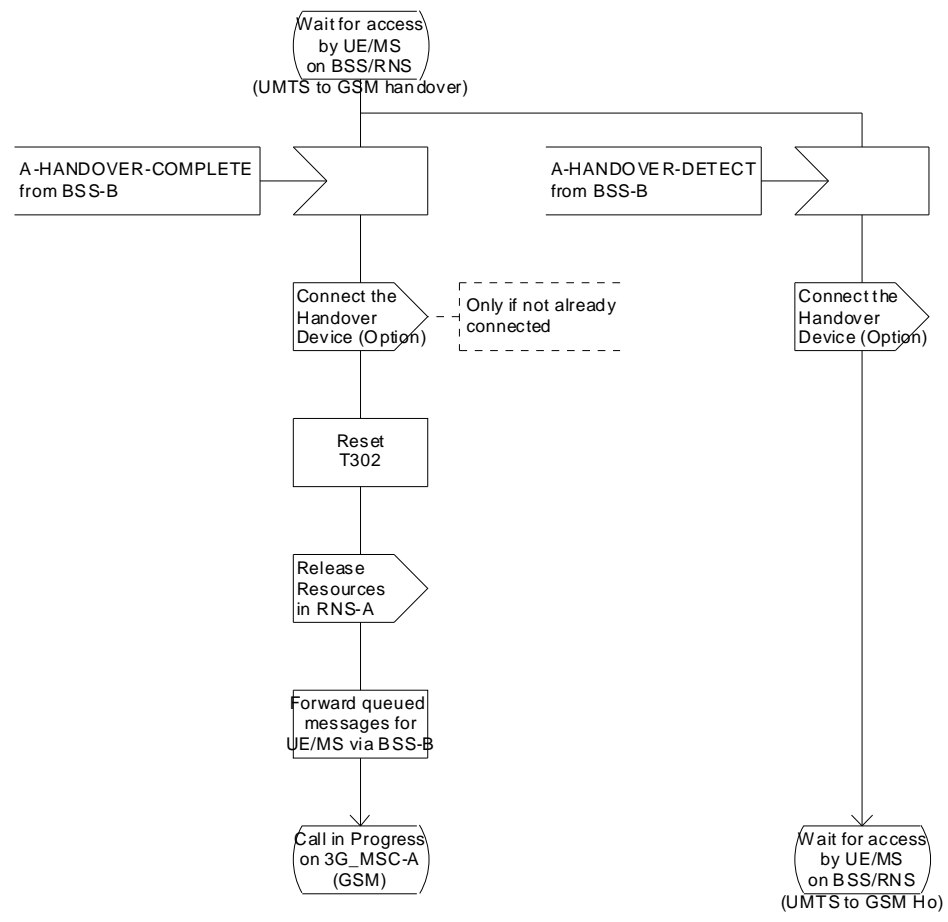 Wait for access
by UE/MS
on BSS/RNS
(UMTS to GSM handover)
A-HANDOVER-COMPLETE
from BSS-B
A-HANDOVER-DETECT
from BSS-B
Connect the
Handover
Device (Option)
Only if not already
connected
Connect the
Handover
Device (Option)
Reset
T302
Release
Resources
in RNS-A
Forward queued
messages for
UE/MS via BSS-B
Call in Progress
on 3G_MSC-A
(GSM)
Wait for access
by UE/MS
on BSS/RNS
(UMTS to GSM Ho)